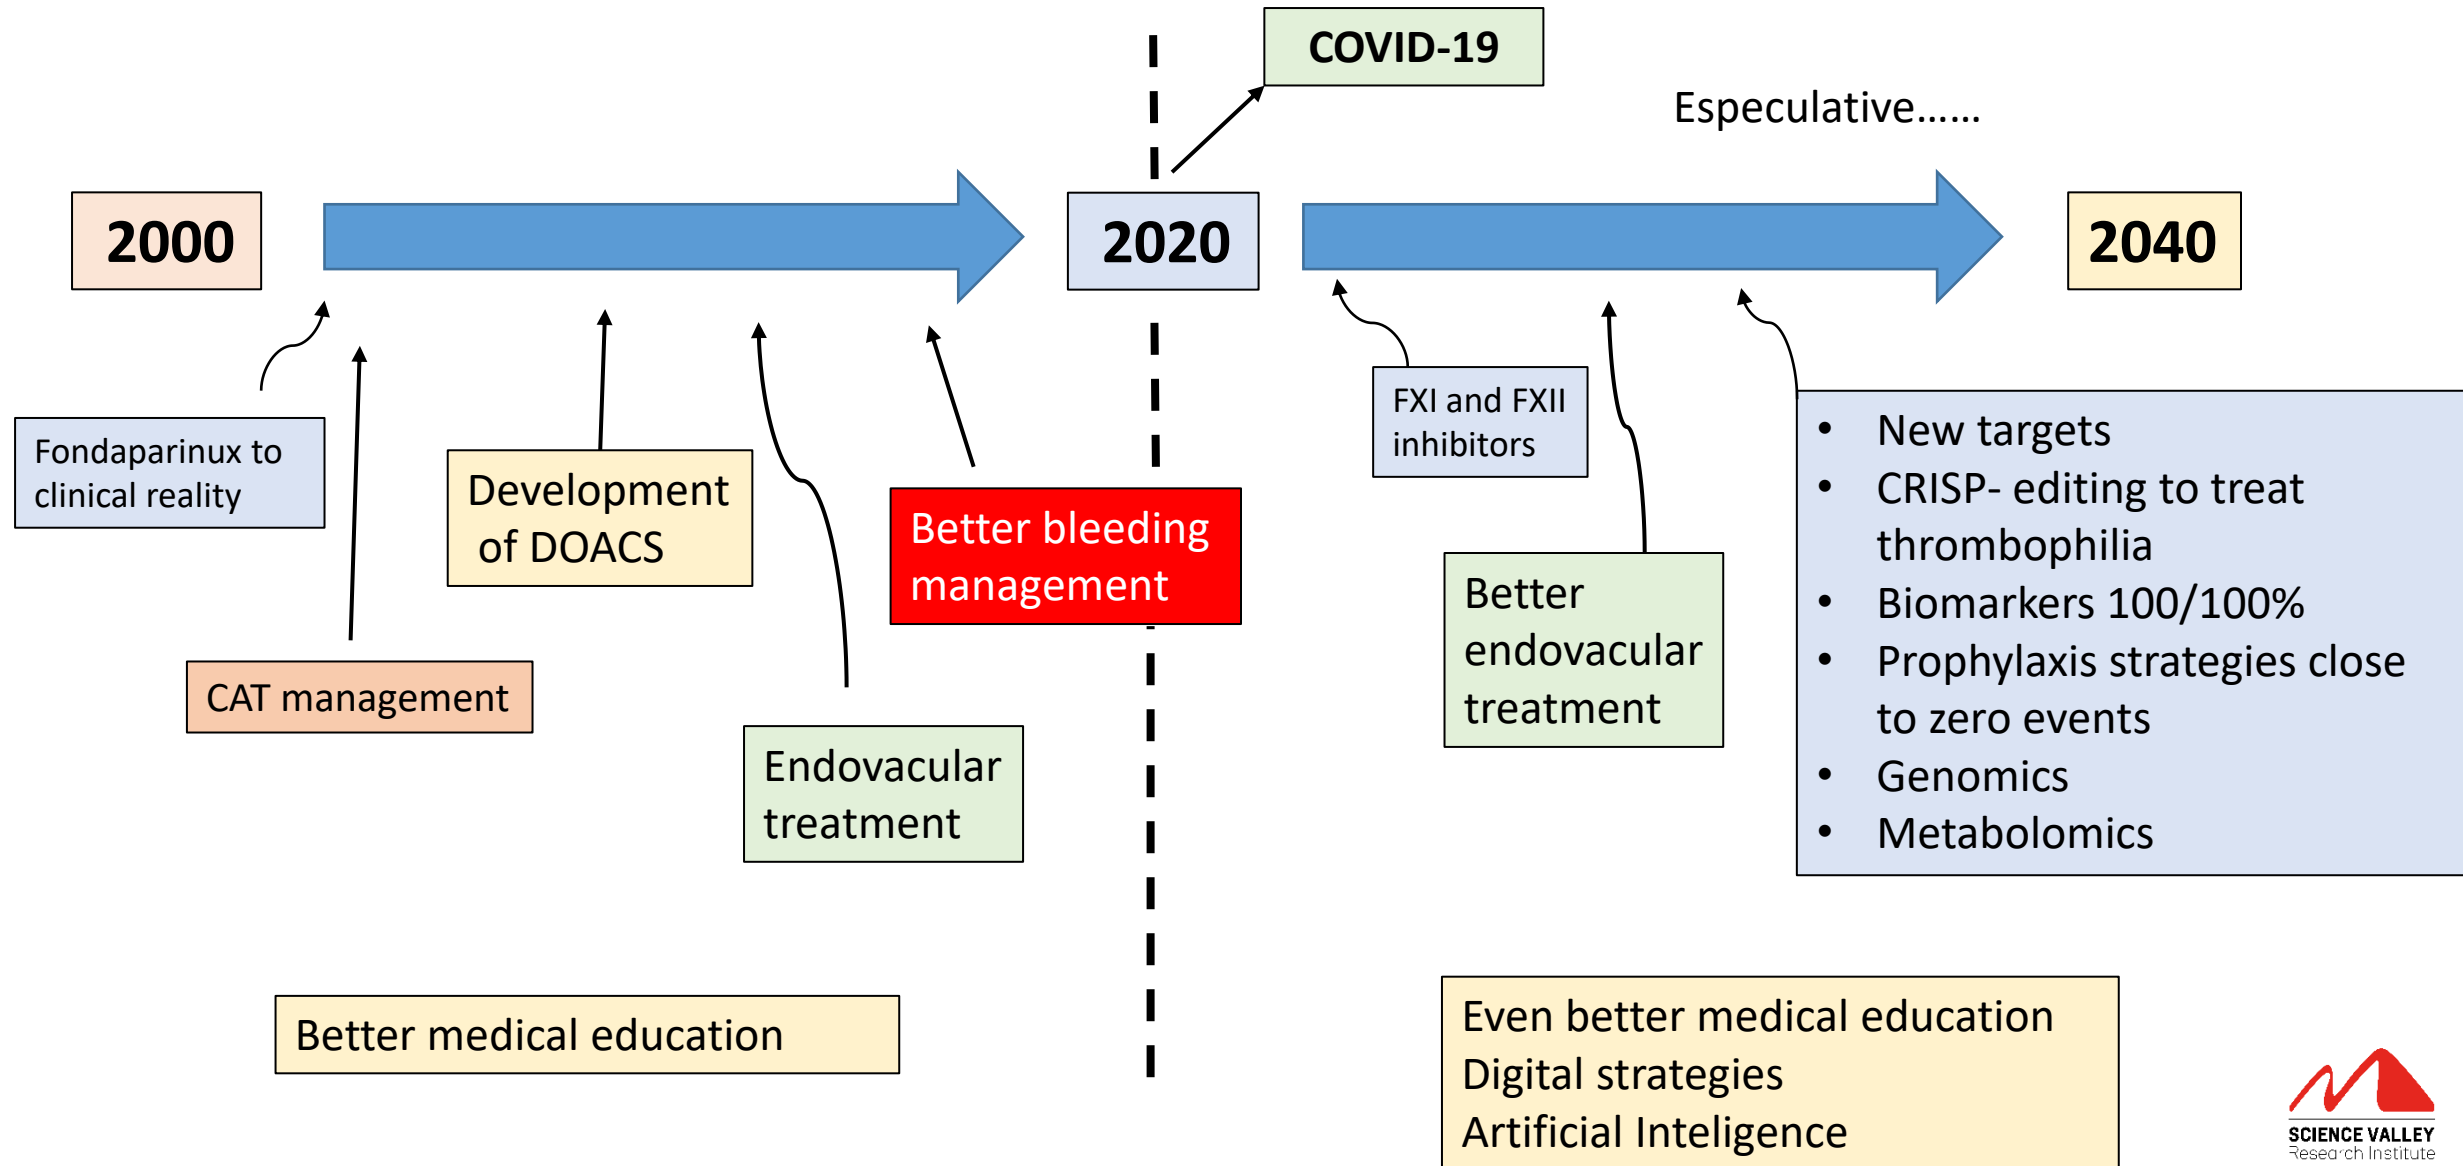 COVID-19
Especulative......
2000
2020
2040
Fondaparinux to
clinical reality
CAT management
Development
of DOACS
Endovacular
treatment
Better bleeding
management
FXI and FXII
inhibitors
Better
endovacular
treatment
• New targets
• CRISP- editing to treat
thrombophilia
• Biomarkers 100/100%
• Prophylaxis strategies close
to zero events
• Genomics
• Metabolomics
Better medical education
Even better medical education
Digital strategies
Artificial Inteligence
SCIENCE VALLEY
Research Institute